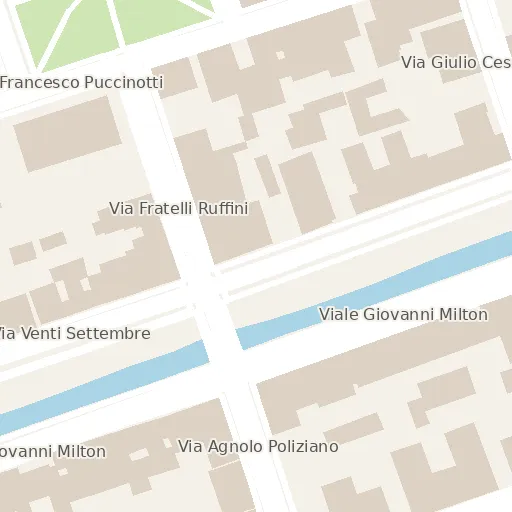 Via Giulio Ces
Francesco Puccinotti
Via Fratelli Ruffini
Viale Giovanni Milton
ia Venti Settembre
Via Agnolo Poliziano
ovanni Milton